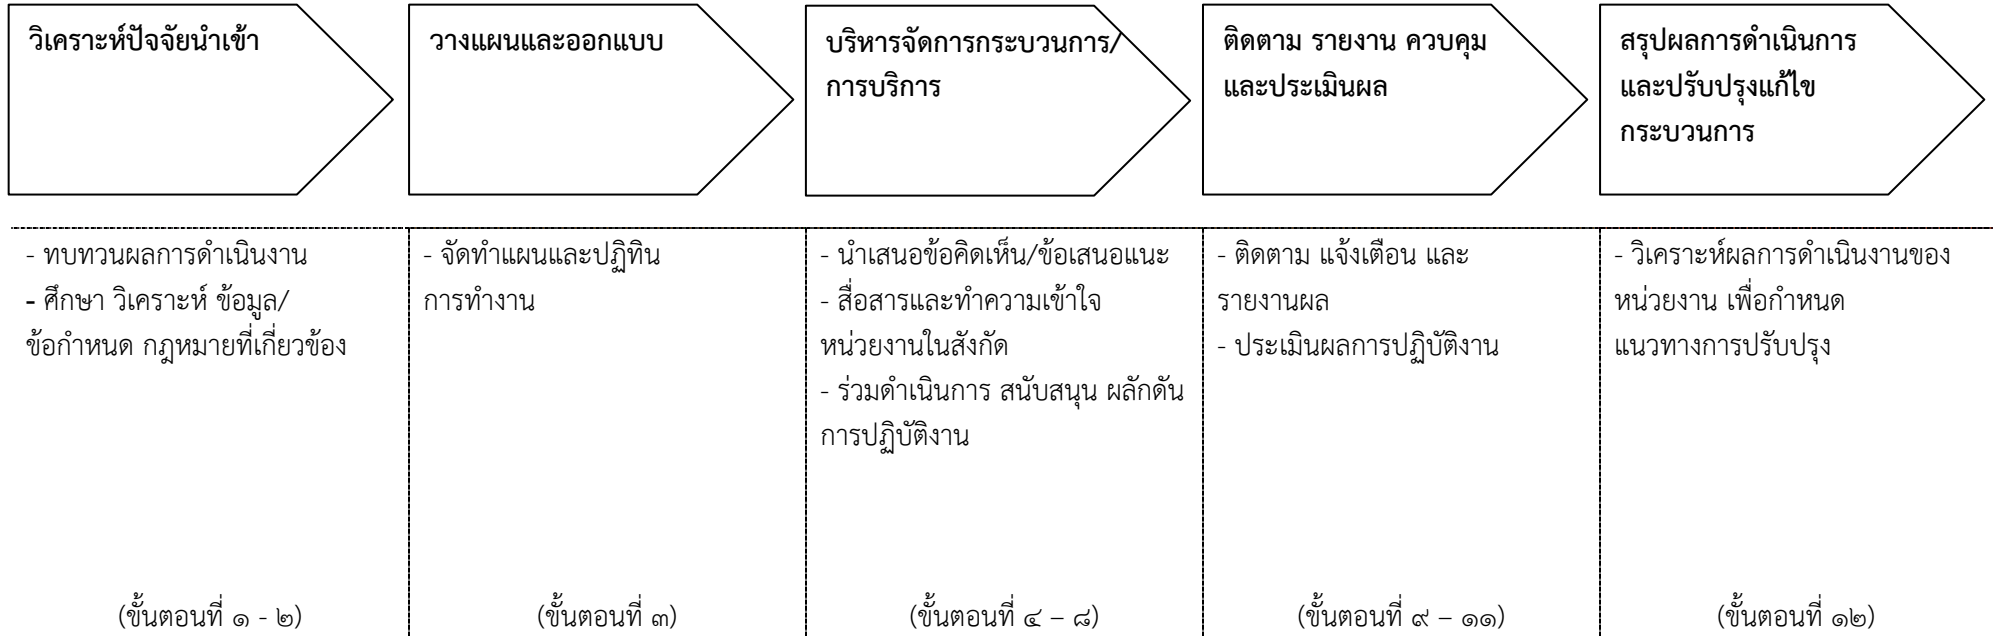 วิเคราะห์ปัจจัยนำเข้า
วางแผนและออกแบบ
บริหารจัดการกระบวนการ/
การบริการ
ติดตาม รายงาน ควบคุม
และประเมินผล
สรุปผลการดำเนินการ
และปรับปรุงแก้ไข
กระบวนการ
- ทบทวนผลการดำเนินงาน
- ศึกษา วิเคราะห์ ข้อมูล/
ข้อกำหนด กฎหมายที่เกี่ยวข้อง
(ขั้นตอนที่ ๑ - ๒)
- จัดทำแผนและปฏิทิน
การทำงาน
(ขั้นตอนที่ ๓)
- นำเสนอข้อคิดเห็น/ข้อเสนอแนะ
- สื่อสารและทำความเข้าใจ
หน่วยงานในสังกัด
- ร่วมดำเนินการ สนับสนุน ผลักดัน
การปฏิบัติงาน
(ขั้นตอนที่ ๔ – ๘)
- ติดตาม แจ้งเตือน และ
รายงานผล
- ประเมินผลการปฏิบัติงาน
(ขั้นตอนที่ ๙ – ๑๑)
- วิเคราะห์ผลการดำเนินงานของ
หน่วยงาน เพื่อกำหนด
แนวทางการปรับปรุง
(ขั้นตอนที่ ๑๒)